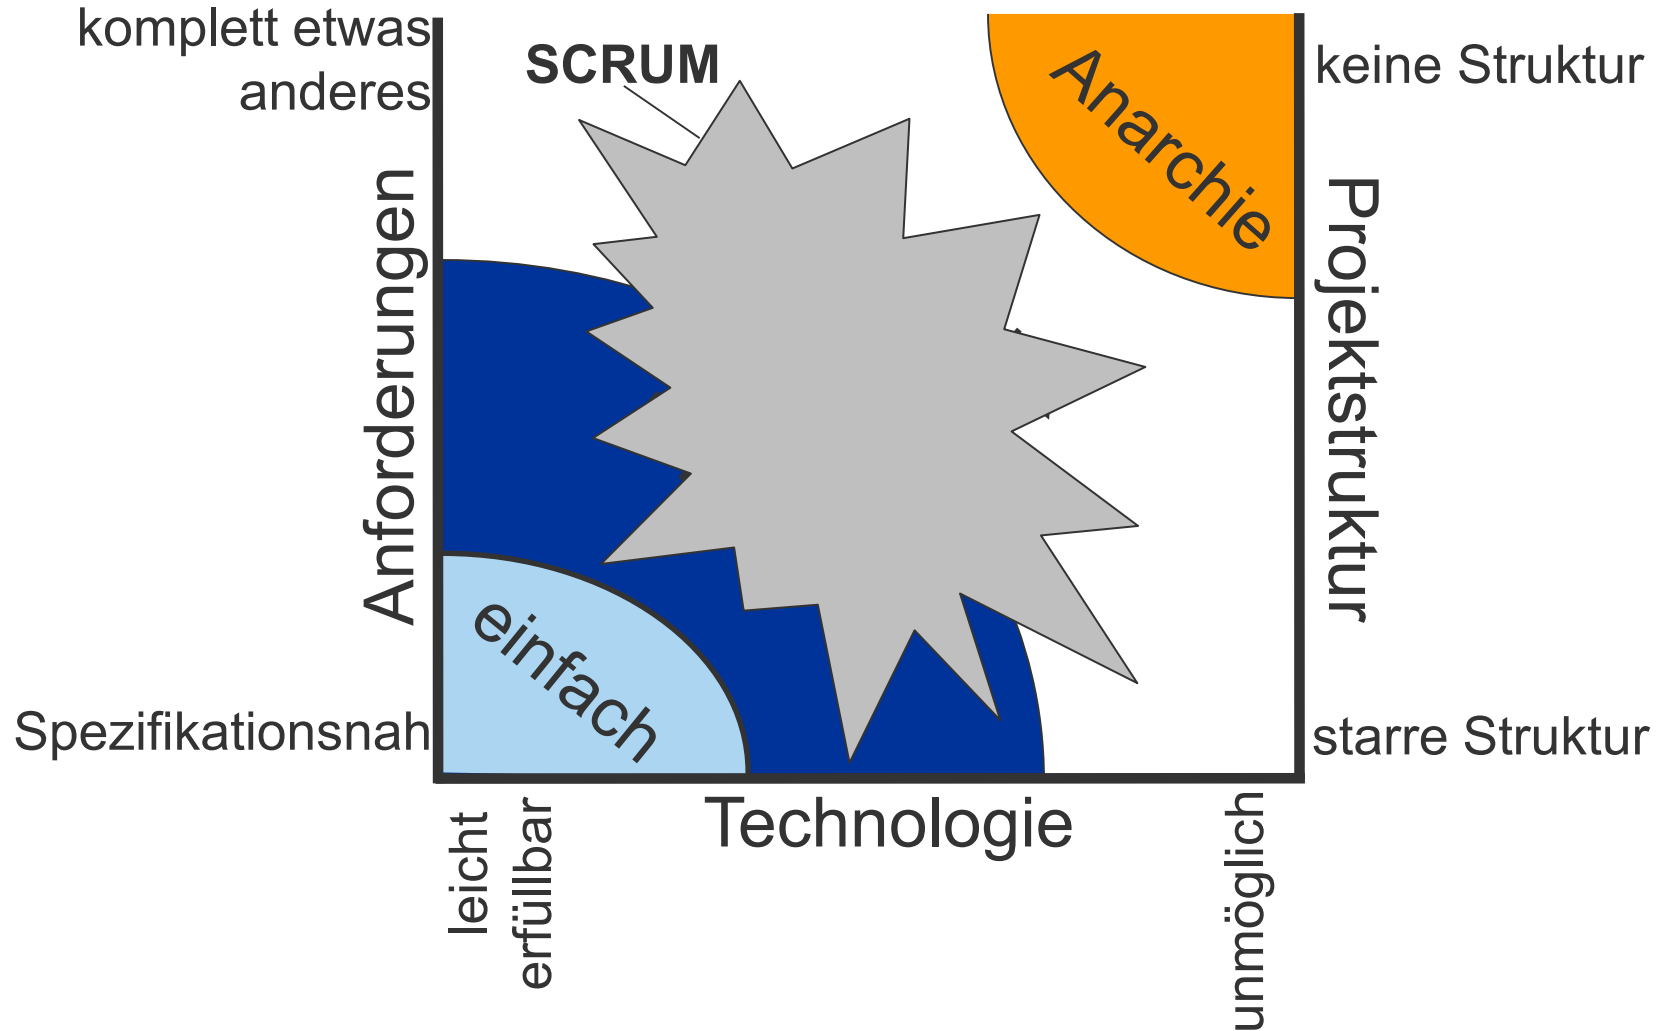 komplett etwas
anderes
SCRUM
Anarchie
keine Struktur
Anforderungen
Projektstruktur
einfach
Spezifikationsnah
starre Struktur
leicht
erfüllbar
Technologie
unmöglich